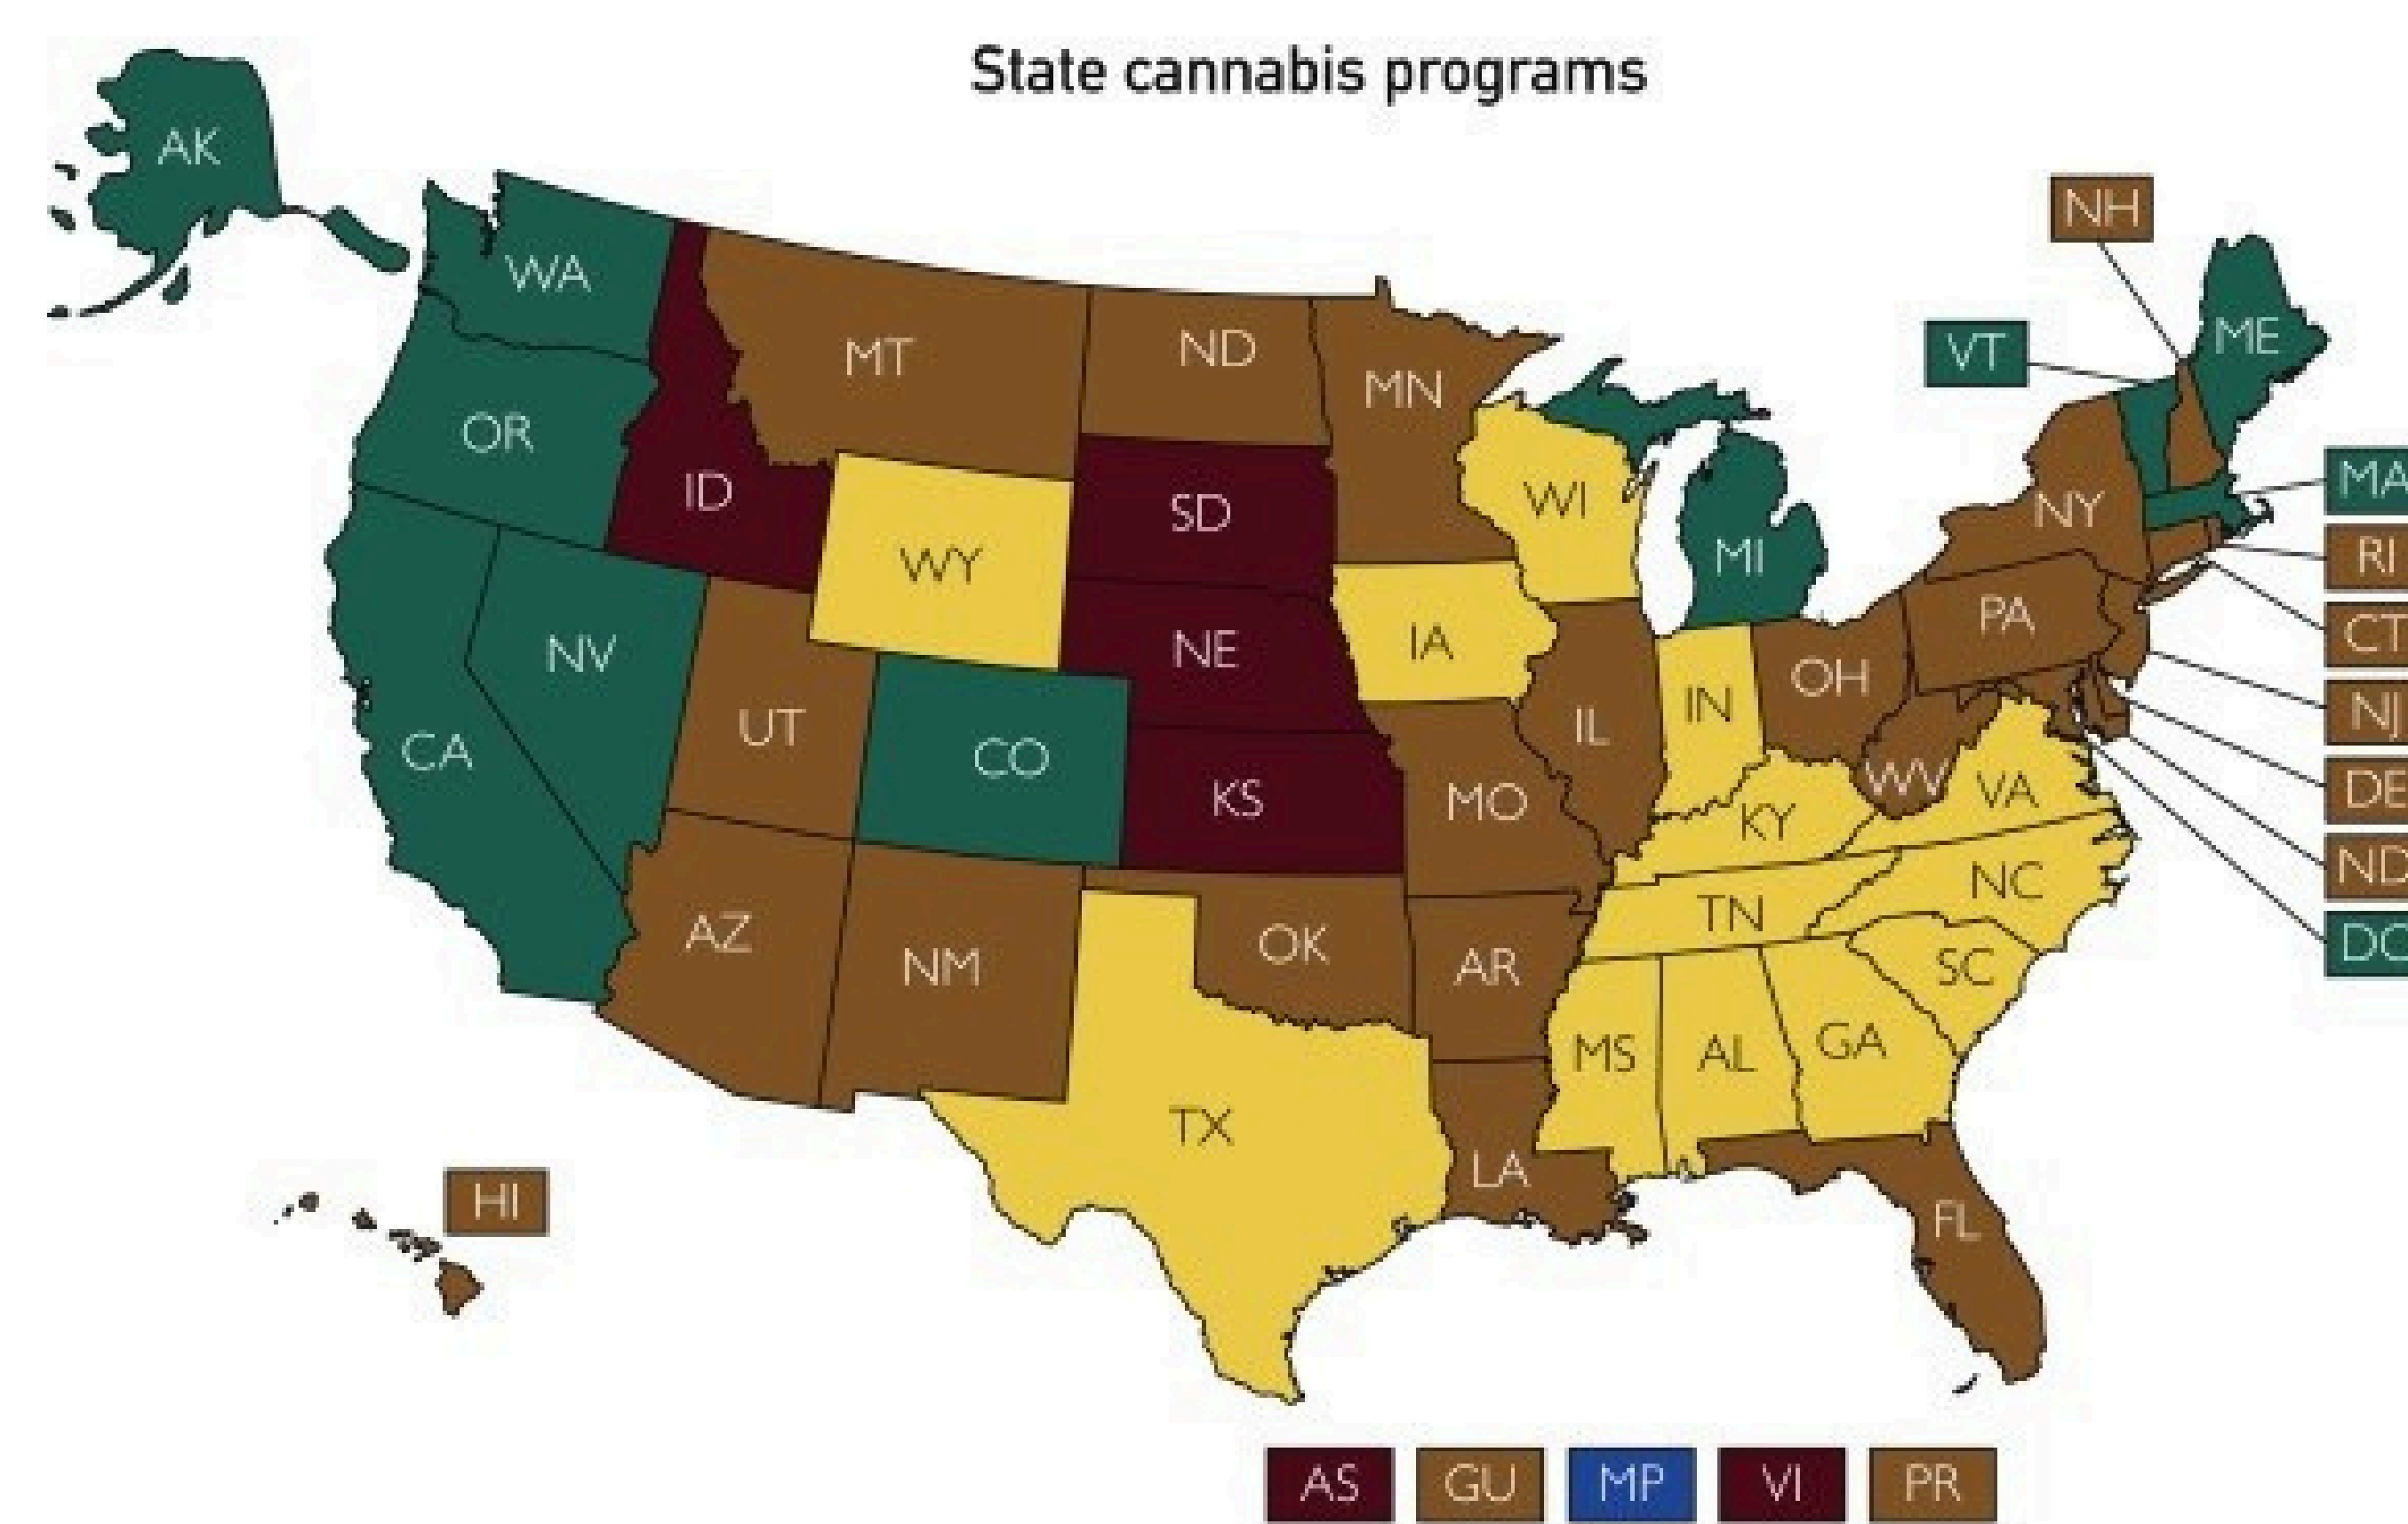 State cannabis programs
AK
NH
WA
ME
VT
MT
ND
MN
OR
MA
ID
SD
WI
NY
RI
MI
WY
PA
CT
NV
NE
IA
OH
IN
NJ
UT
CO
IL
CA
KS
WV
VA
DE
MO
KY
ND
NC
TN
AZ
OK
DC
NM
AR
SC
GA
MS
AL
TX
LA
HI
FL
AS
GU
MP
VI
PR